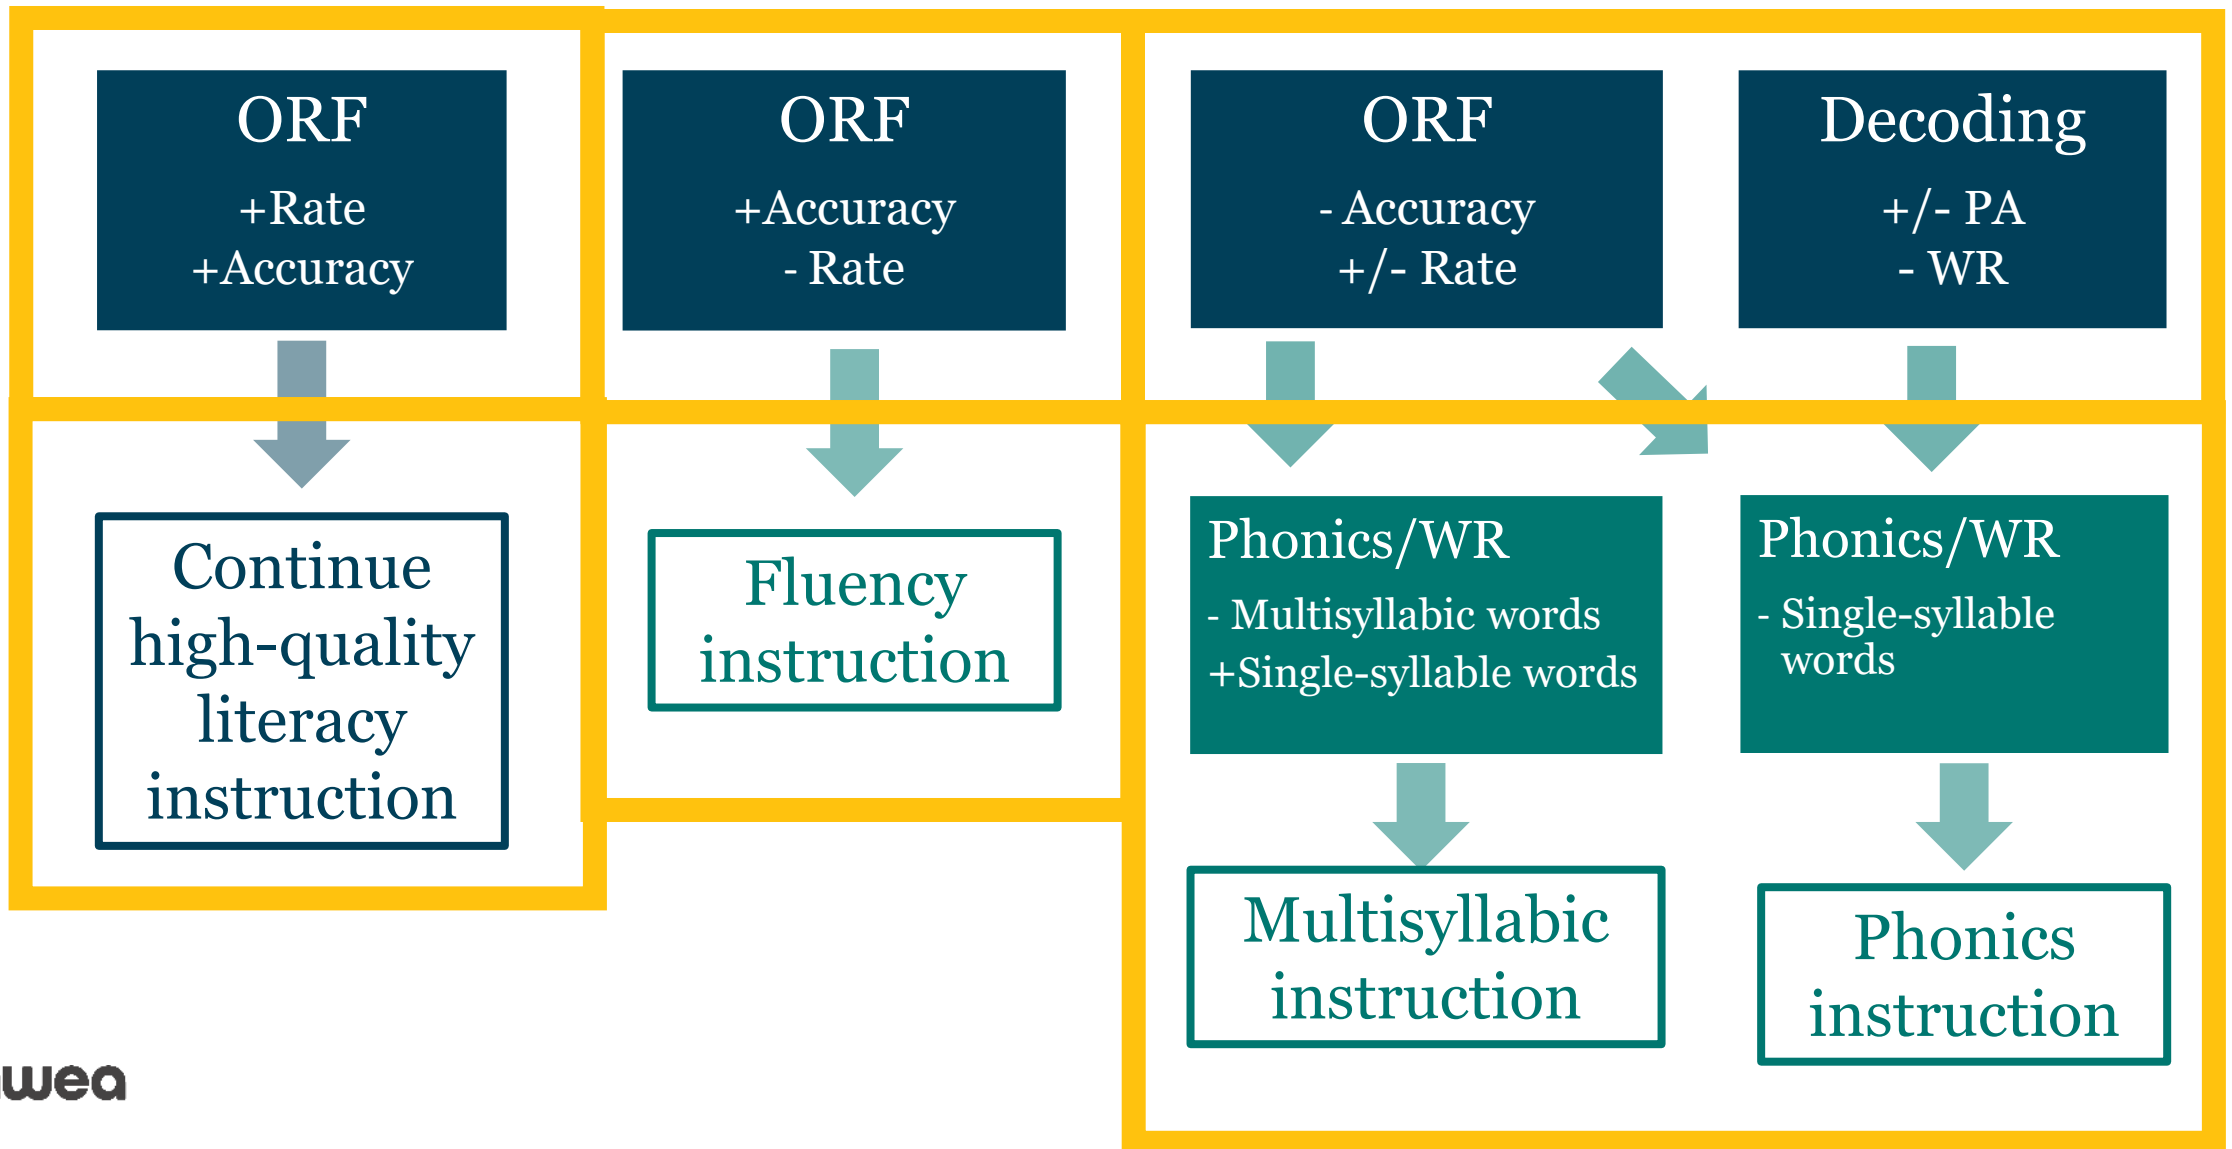 ORF
+Rate
+Accuracy
ORF
+Accuracy
- Rate
ORF
- Accuracy
+/- Rate
Decoding
+/- PA
- WR
Continue
high-quality
literacy
instruction
Fluency
instruction
Phonics/WR
- Multisyllabic words
+Single-syllable words
Phonics/WR
- Single-syllable
words
Multisyllabic
instruction
Phonics
instruction
wea